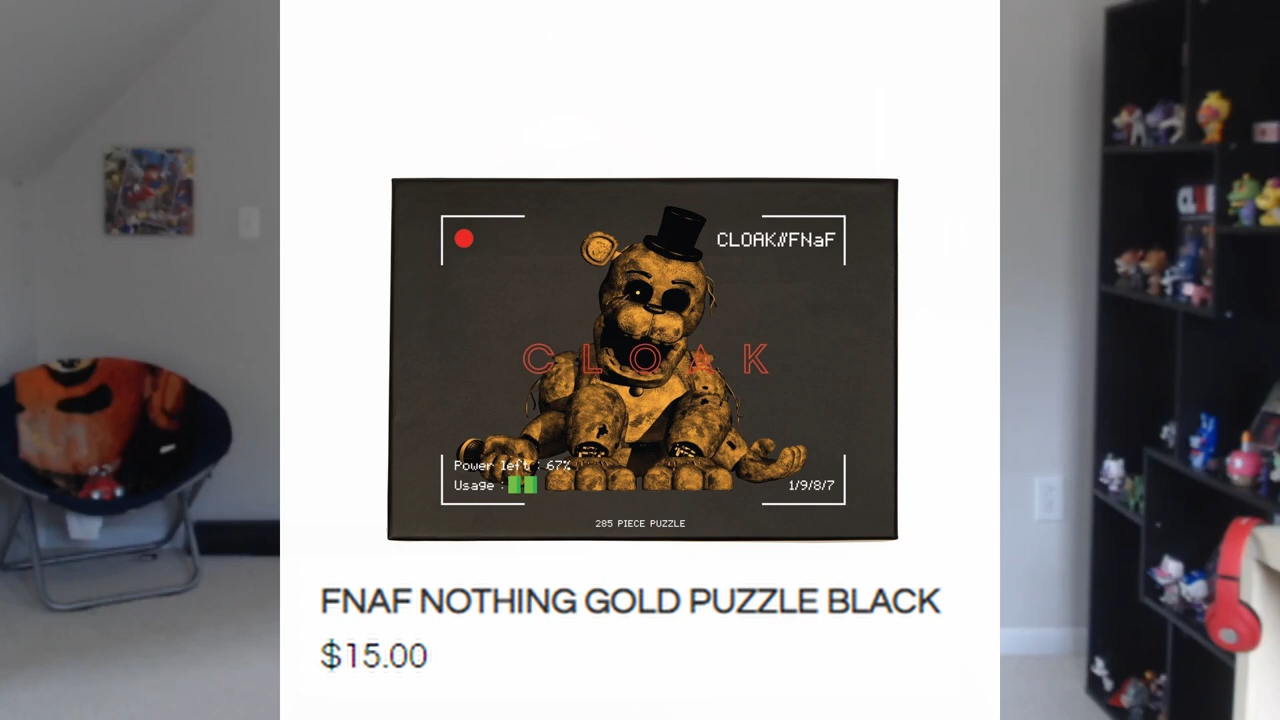 CLOAK//FNaF
CLOAK
Power left : 67%
Usage :
1/9/8/7
285 PIECE PUZZLE
FNAF NOTHING GOLD PUZZLE BLACK
$15.00